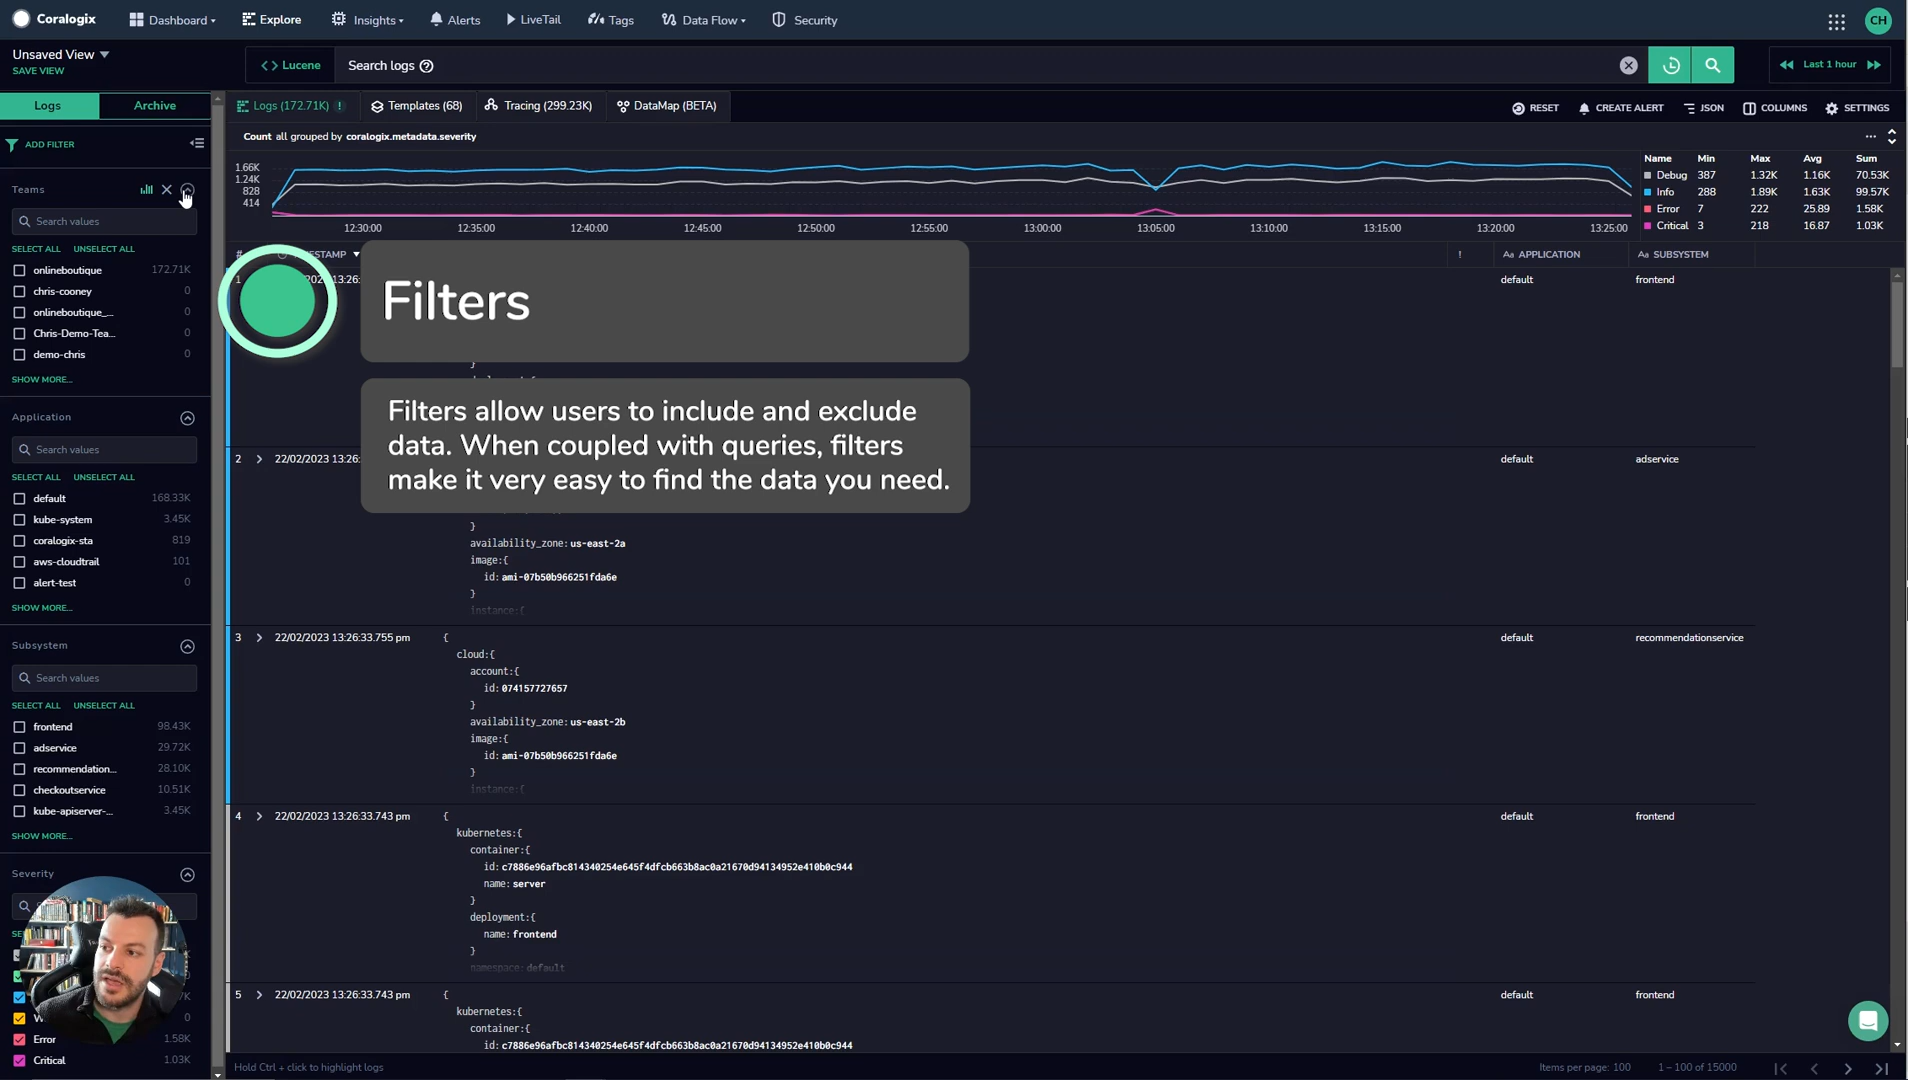 Coralogix
Dashboard
Explore
Insights
Alerts
LiveTail
Tags
Data Flow
Security
CH
Unsaved View
SAVE VIEW
Lucene
Search logs
Last 1 hour
Logs
Archive
Logs (172.71K) !
Templates (68)
Tracing (299.23K)
DataMap (BETA)
RESET
CREATE ALERT
JSON
COLUMNS
SETTINGS
ADD FILTER
Count all grouped by coralogix.metadata.severity
1.66K
1.24K
828
414
12:30:00 12:35:00 12:40:00 12:45:00 12:50:00 12:55:00 13:00:00 13:05:00 13:10:00 13:15:00 13:20:00 13:25:00
Name Min Max Avg Sum
Debug 387 1.32K 1.16K 70.53K
Info 288 1.89K 1.63K 99.57K
Error 7 222 25.89 1.58K
Critical 3 218 16.87 1.03K
Teams
Search values
SELECT ALL UNSELECT ALL
onlineboutique 172.71K
chris-cooney 0
onlineboutique_... 0
Chris-Demo-Tea... 0
demo-chris 0
SHOW MORE...
Application
Search values
SELECT ALL UNSELECT ALL
default 168.33K
kube-system 3.45K
coralogix-sta 819
aws-cloudtrail 101
alert-test 0
SHOW MORE...
Subsystem
Search values
SELECT ALL UNSELECT ALL
frontend 98.43K
adservice 29.72K
recommendation... 28.10K
checkoutservice 10.51K
kube-apiserver-... 3.45K
SHOW MORE...
Severity
Error 1.58K
Critical 1.03K
! APPLICATION SUBSYSTEM
Filters
Filters allow users to include and exclude
data. When coupled with queries, filters
make it very easy to find the data you need.
1
default frontend
}
2 22/02/2023 13:26:
default adservice
}
availability_zone: us-east-2a
image:{
id: ami-07b50b966251fda6e
}
instance:{
3 22/02/2023 13:26:33.755 pm {
default recommendationservice
cloud:{
account:{
id: 074157727657
}
availability_zone: us-east-2b
image:{
id: ami-07b50b966251fda6e
}
instance:{
4 22/02/2023 13:26:33.743 pm {
default frontend
kubernetes:{
container:{
id: c7886e96afbc814340254e645f4dfcb663b8ac0a21670d94134952e410b0c944
name: server
}
deployment:{
name: frontend
}
namespace: default
5 22/02/2023 13:26:33.743 pm {
default frontend
kubernetes:{
container:{
id: c7886e96afbc814340254e645f4dfcb663b8ac0a21670d94134952e410b0c944
Hold Ctrl + click to highlight logs
Items per page: 100
1 – 100 of 15000